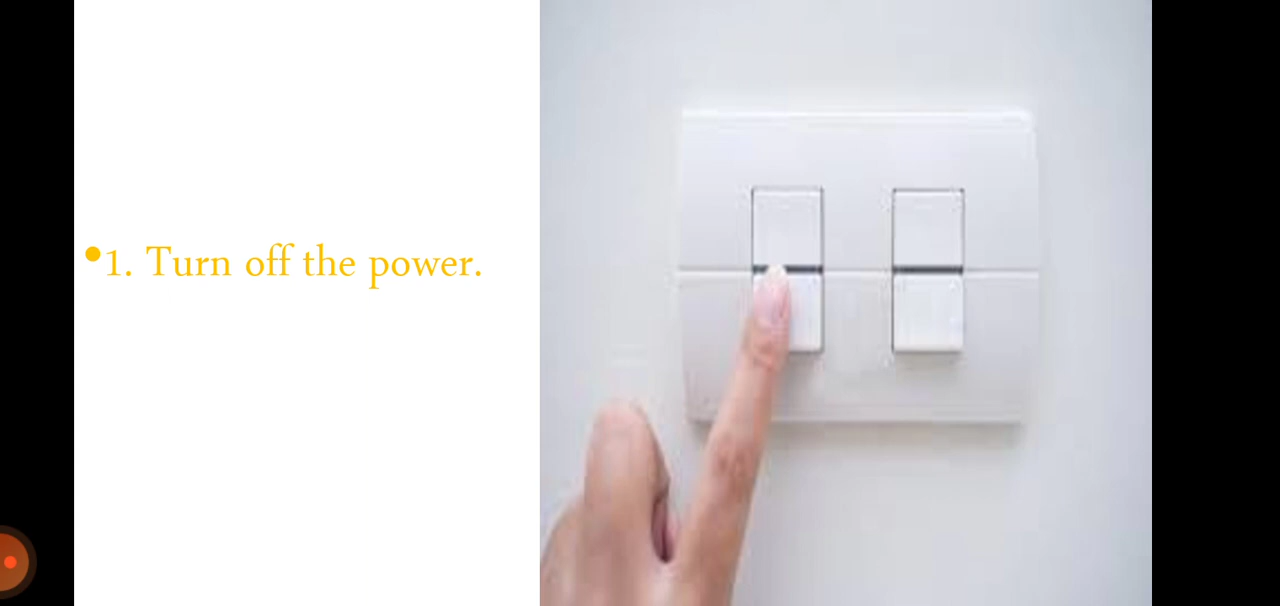 •1. Turn off the power.